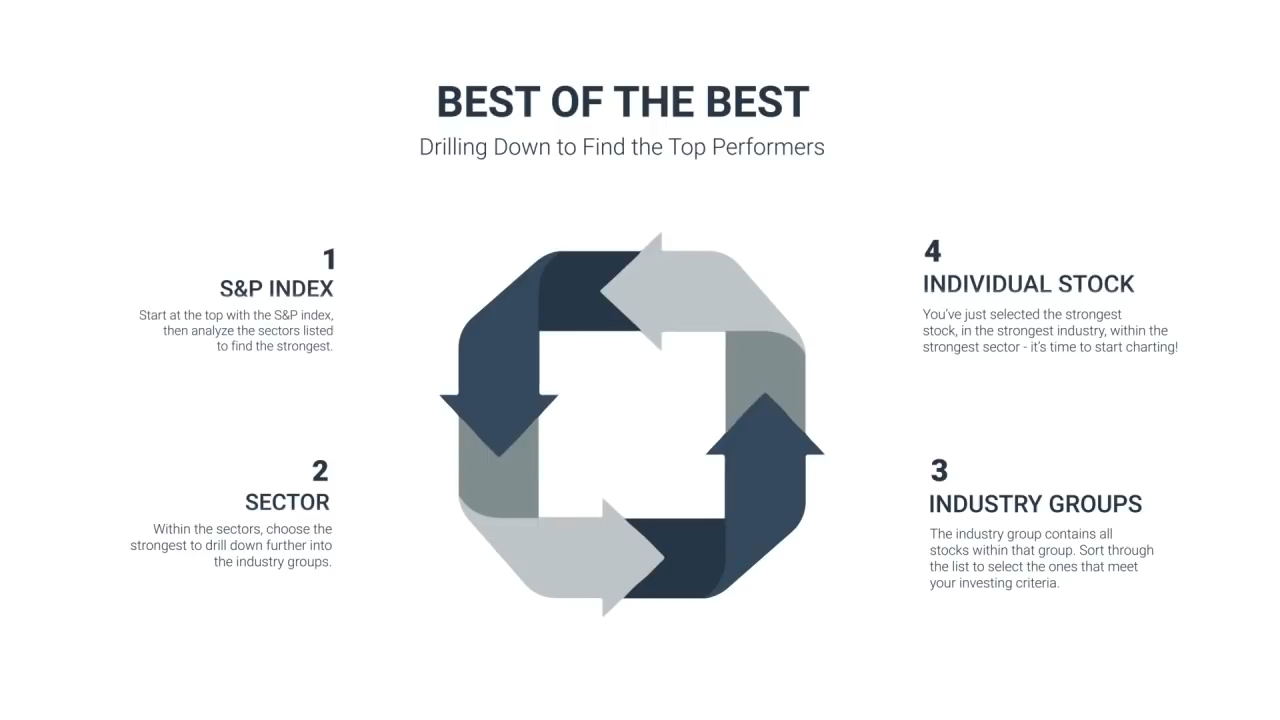 BEST OF THE BEST
Drilling Down to Find the Top Performers
1
S&P INDEX
Start at the top with the S&P index,
then analyze the sectors listed
to find the strongest.
2
SECTOR
Within the sectors, choose the
strongest to drill down further into
the industry groups.
3
INDUSTRY GROUPS
The industry group contains all
stocks within that group. Sort through
the list to select the ones that meet
your investing criteria.
4
INDIVIDUAL STOCK
You've just selected the strongest
stock, in the strongest industry, within the
strongest sector - it's time to start charting!